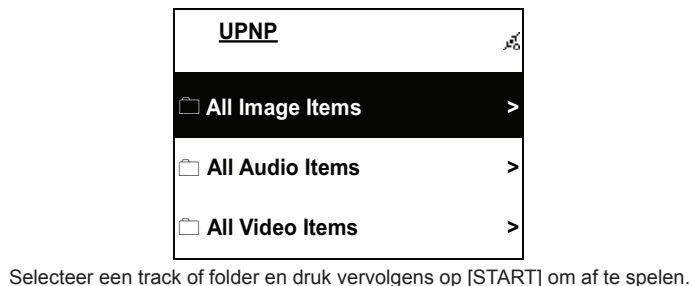 UPNP
All Image Items >
All Audio Items >
All Video Items >
Selecteer een track of folder en druk vervolgens op [START] om af te spelen.